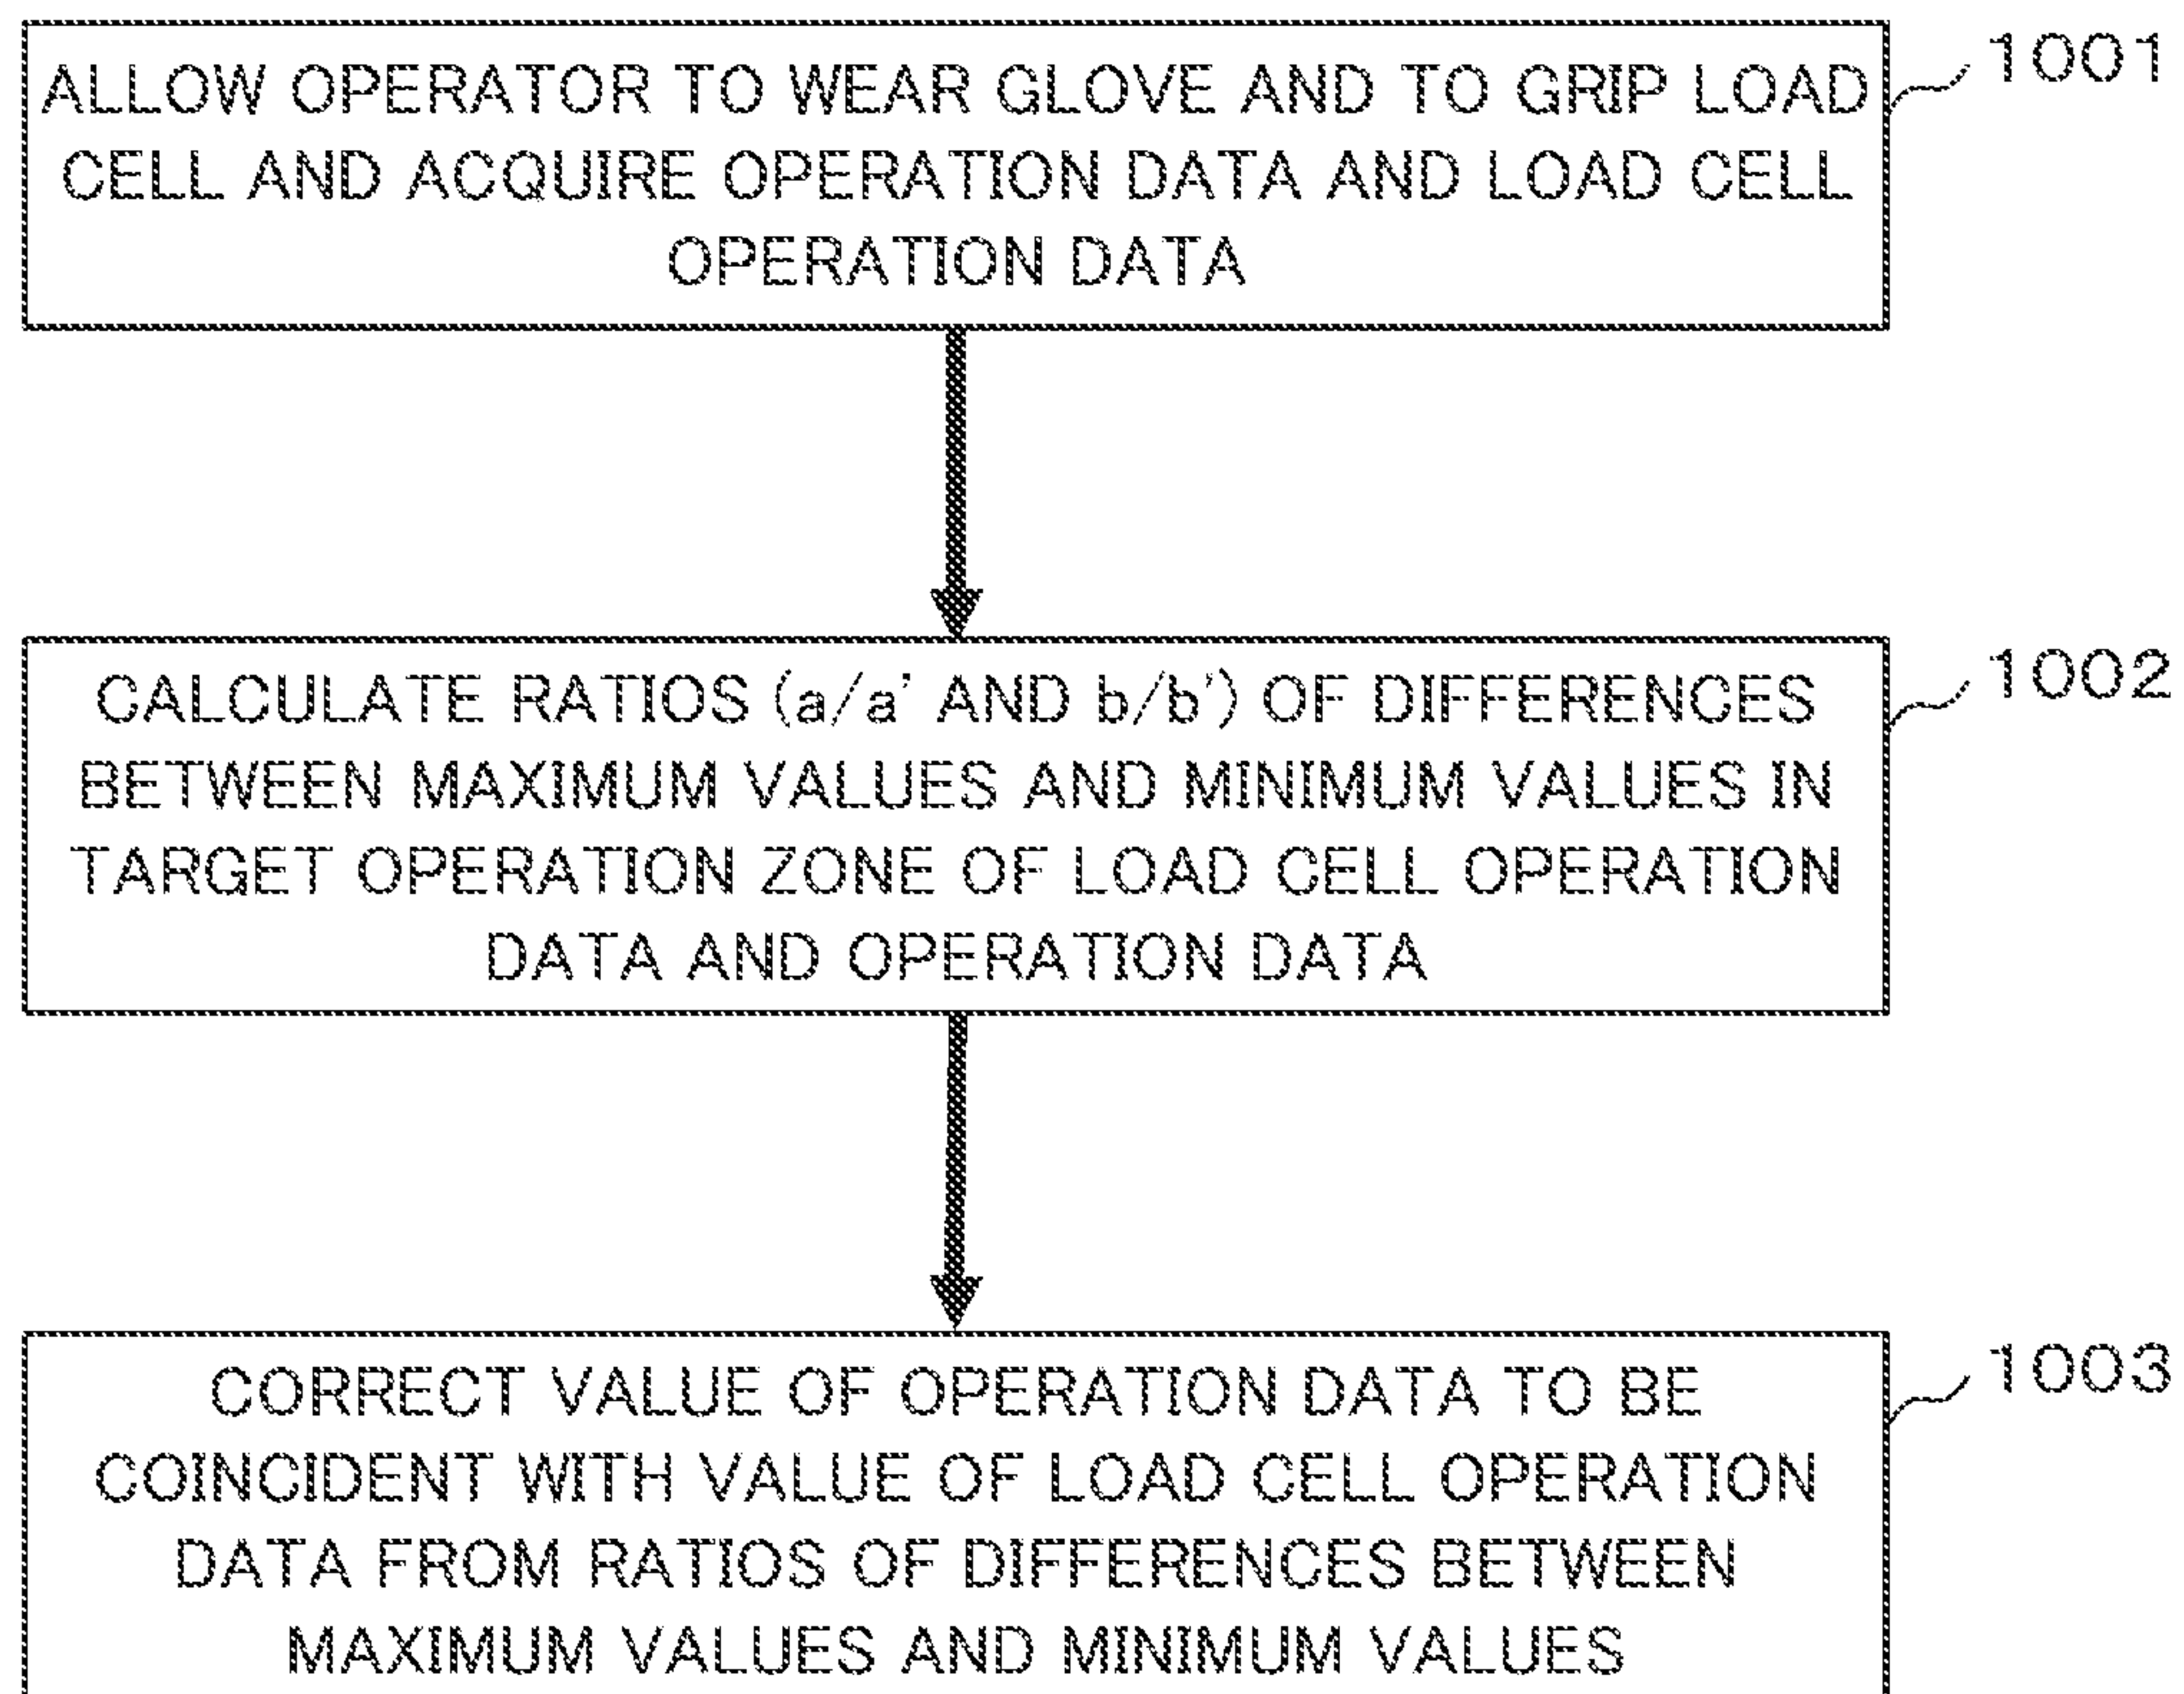 ALLOW OPERATOR TO WEAR GLOVE AND TO GRIP LOAD
CELL AND ACQUIRE OPERATION DATA AND LOAD CELL
OPERATION DATA
1001
CALCULATE RATIOS (a/a' AND b/b') OF DIFFERENCES
BETWEEN MAXIMUM VALUES AND MINIMUM VALUES IN
TARGET OPERATION ZONE OF LOAD CELL OPERATION
DATA AND OPERATION DATA
1002
CORRECT VALUE OF OPERATION DATA TO BE
COINCIDENT WITH VALUE OF LOAD CELL OPERATION
DATA FROM RATIOS OF DIFFERENCES BETWEEN
MAXIMUM VALUES AND MINIMUM VALUES
1003